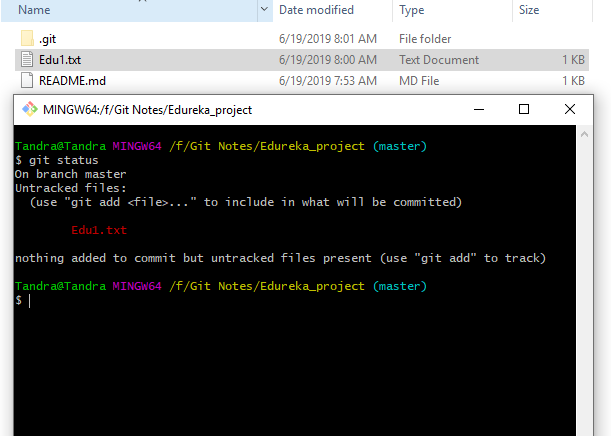 Name Date modified Type Size
.git 6/19/2019 8:01 AM File folder
Edu1.txt 6/19/2019 8:00 AM Text Document 1 KB
README.md 6/19/2019 7:53 AM MD File 1 KB
MINGW64:/f/Git Notes/Edureka_project
Tandra@Tandra MINGW64 /f/Git Notes/Edureka_project (master)
$ git status
On branch master
Untracked files:
(use "git add <file>..." to include in what will be committed)
Edu1.txt
nothing added to commit but untracked files present (use "git add" to track)
Tandra@Tandra MINGW64 /f/Git Notes/Edureka_project (master)
$